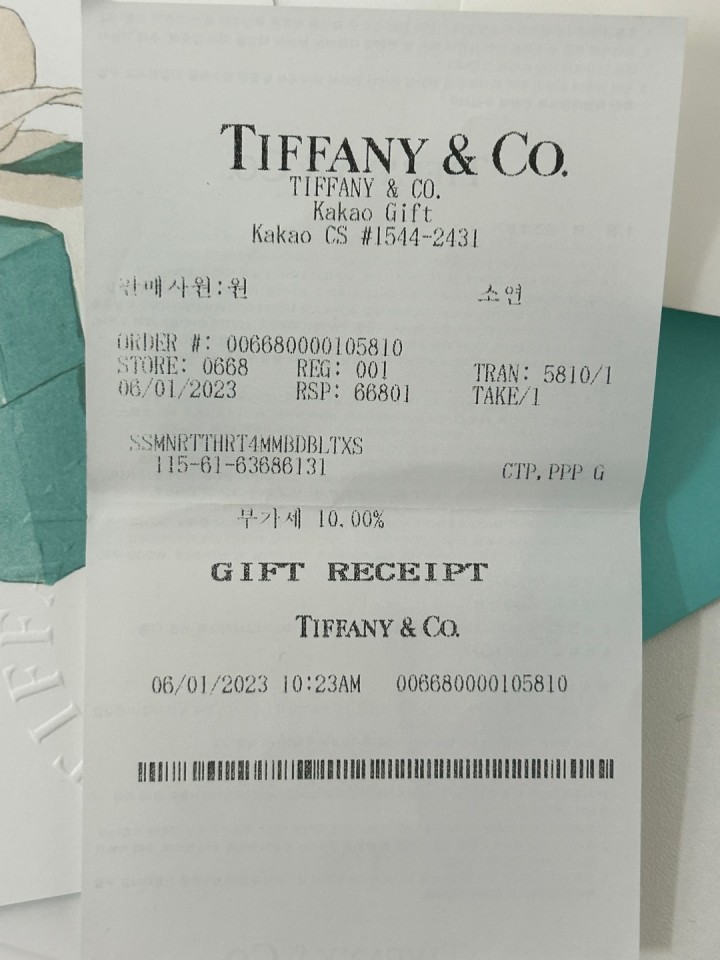 TIFFANY & CO.
TIFFANY & CO.
Kakao Gift
Kakao CS #1544-2431
판매사원:원 소연
ORDER #: 006680000105810
STORE: 0668 REG: 001 TRAN: 5810/1
06/01/2023 RSP: 66801 TAKE/1
SSMNRTTHRT4MMBDBLTXS
115-61-63686131 CTP,PPP G
부가세 10.00%
GIFT RECEIPT
TIFFANY & CO.
06/01/2023 10:23AM 006680000105810
TIFF